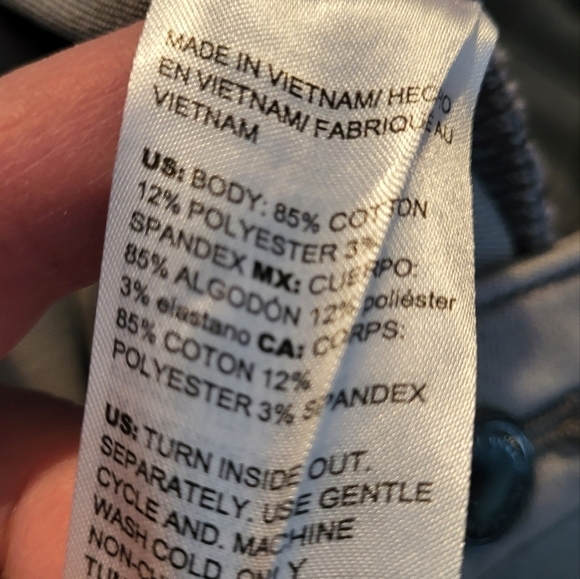 MADE IN VIETNAM/ HECHO
EN VIETNAM/ FABRIQUE AU
VIETNAM
US: BODY: 85% COTTON
12% POLYESTER 3%
SPANDEX MX: CUERPO:
85% ALGODÓN 12% poliéster
3% elastano CA: CORPS:
85% COTON 12%
POLYESTER 3% SPANDEX
US: TURN INSIDE OUT.
SEPARATELY. USE GENTLE
CYCLE AND. MACHINE
WASH COLD. ONLY